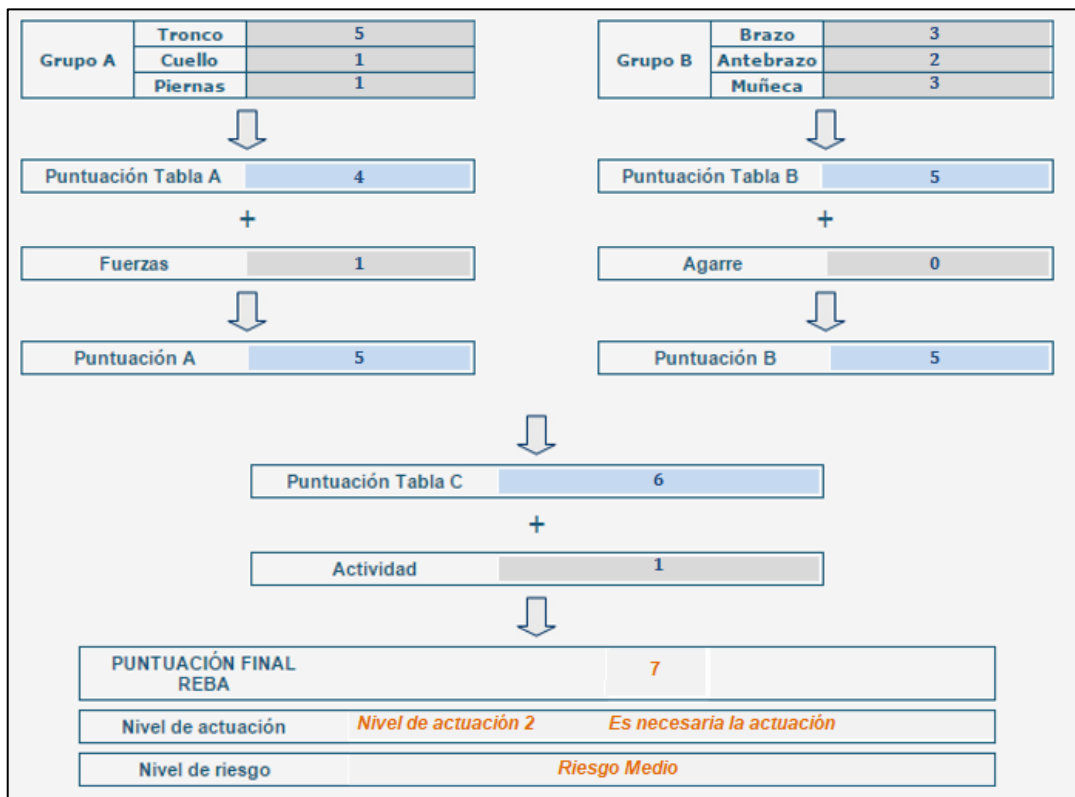 Grupo A
Tronco 5
Cuello 1
Piernas 1
Grupo B
Brazo 3
Antebrazo 2
Muñeca 3
Puntuación Tabla A 4
Puntuación Tabla B 5
+
+
Fuerzas 1
Agarre 0
Puntuación A 5
Puntuación B 5
Puntuación Tabla C 6
+
Actividad 1
PUNTUACIÓN FINAL
REBA
7
Nivel de actuación Nivel de actuación 2 Es necesaria la actuación
Nivel de riesgo Riesgo Medio